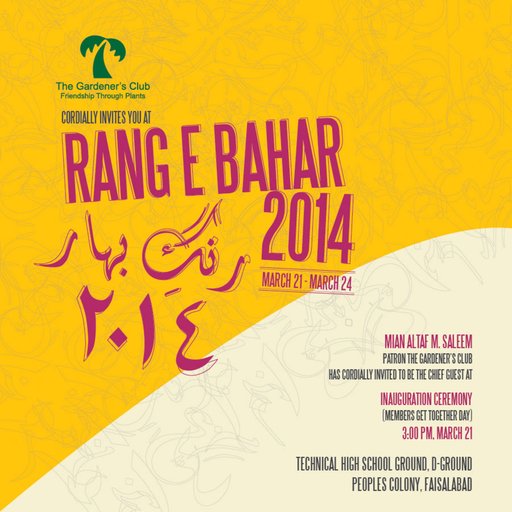 The Gardener's Club
Friendship Through Plants
CORDIALLY INVITES YOU AT
RANG E BAHAR
2014
MARCH 21 - MARCH 24
رنگِ بہار
٢٠١٤
MIAN ALTAF M. SALEEM
PATRON THE GARDENER'S CLUB
HAS CORDIALLY INVITED TO BE THE CHIEF GUEST AT
INAUGURATION CEREMONY
(MEMBERS GET TOGETHER DAY)
3:00 PM, MARCH 21
TECHNICAL HIGH SCHOOL GROUND, D-GROUND
PEOPLES COLONY, FAISALABAD